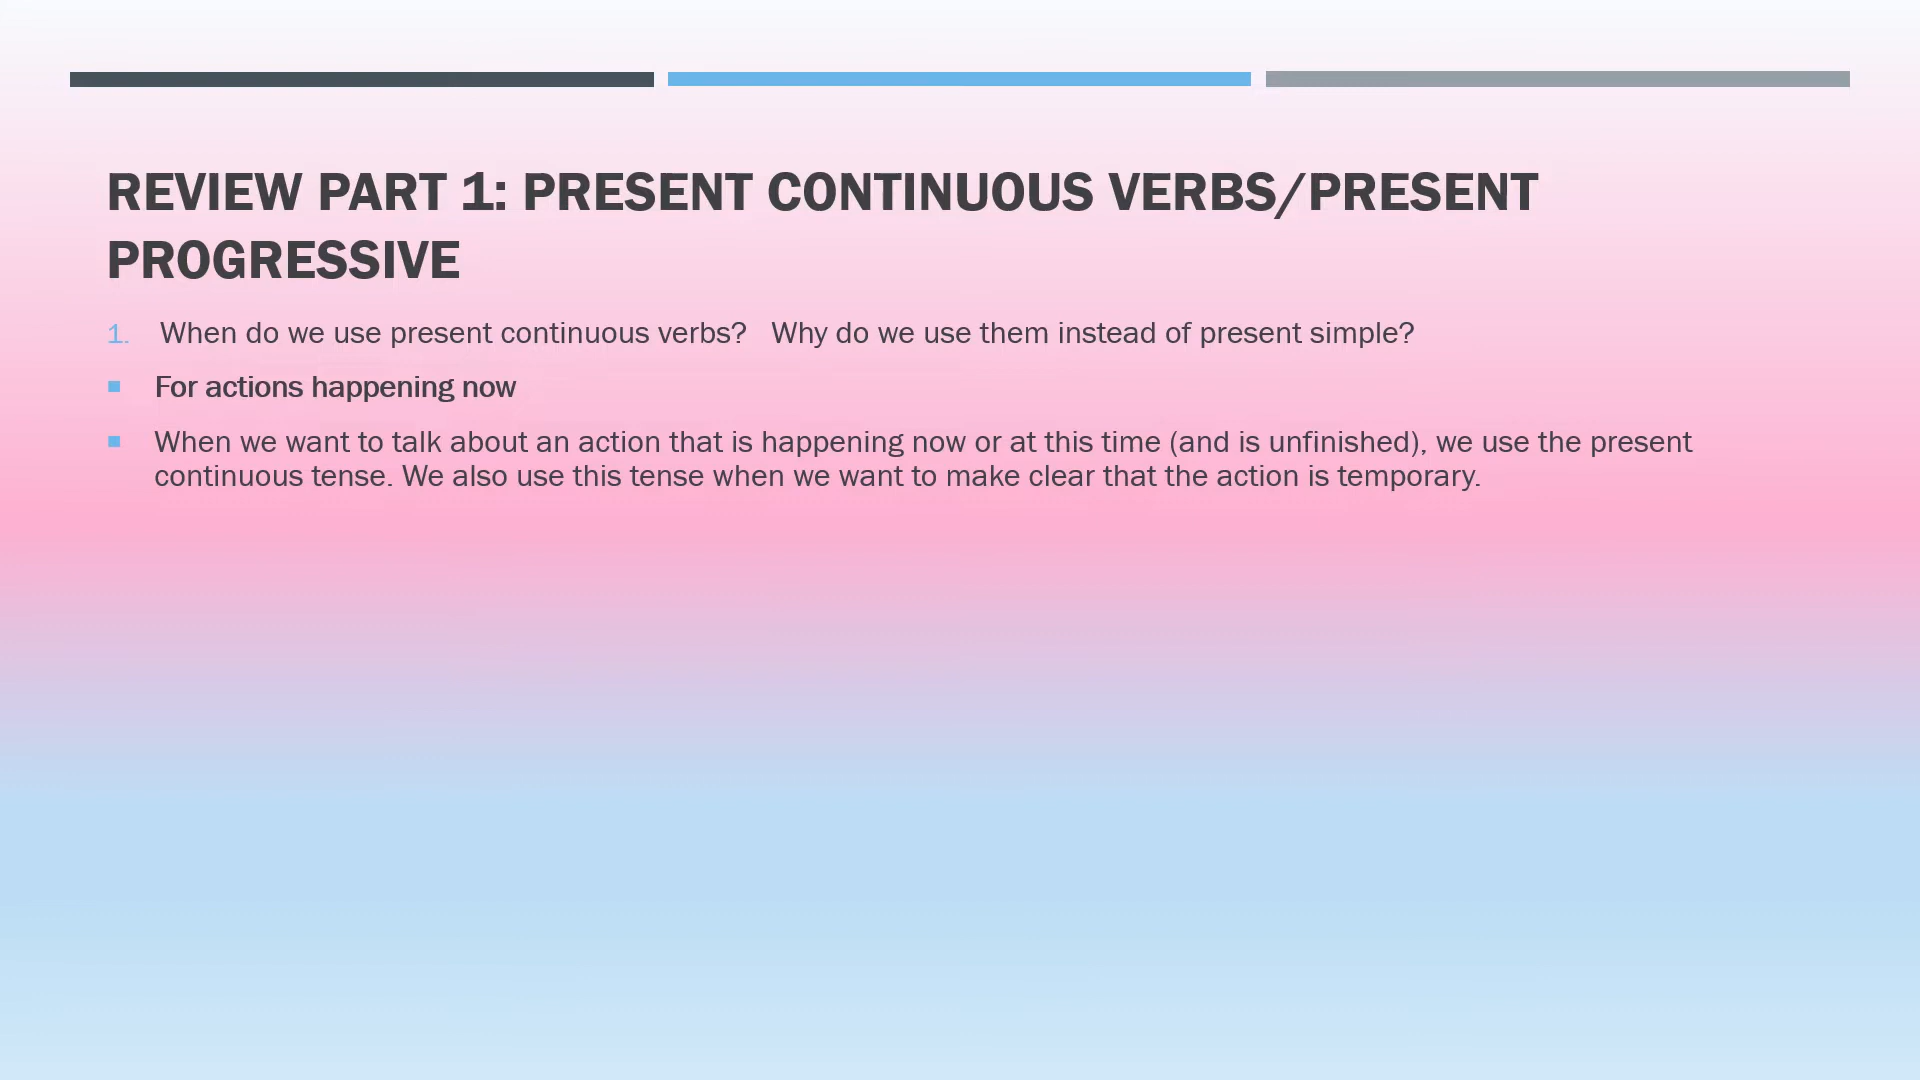 REVIEW PART 1: PRESENT CONTINUOUS VERBS/PRESENT
PROGRESSIVE
1. When do we use present continuous verbs? Why do we use them instead of present simple?
▪ For actions happening now
▪ When we want to talk about an action that is happening now or at this time (and is unfinished), we use the present
continuous tense. We also use this tense when we want to make clear that the action is temporary.